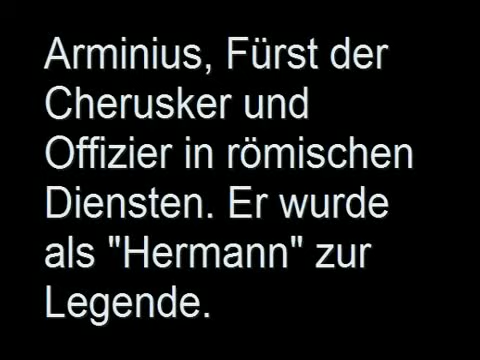 Arminius, Fürst der
Cherusker und
Offizier in römischen
Diensten. Er wurde
als "Hermann" zur
Legende.